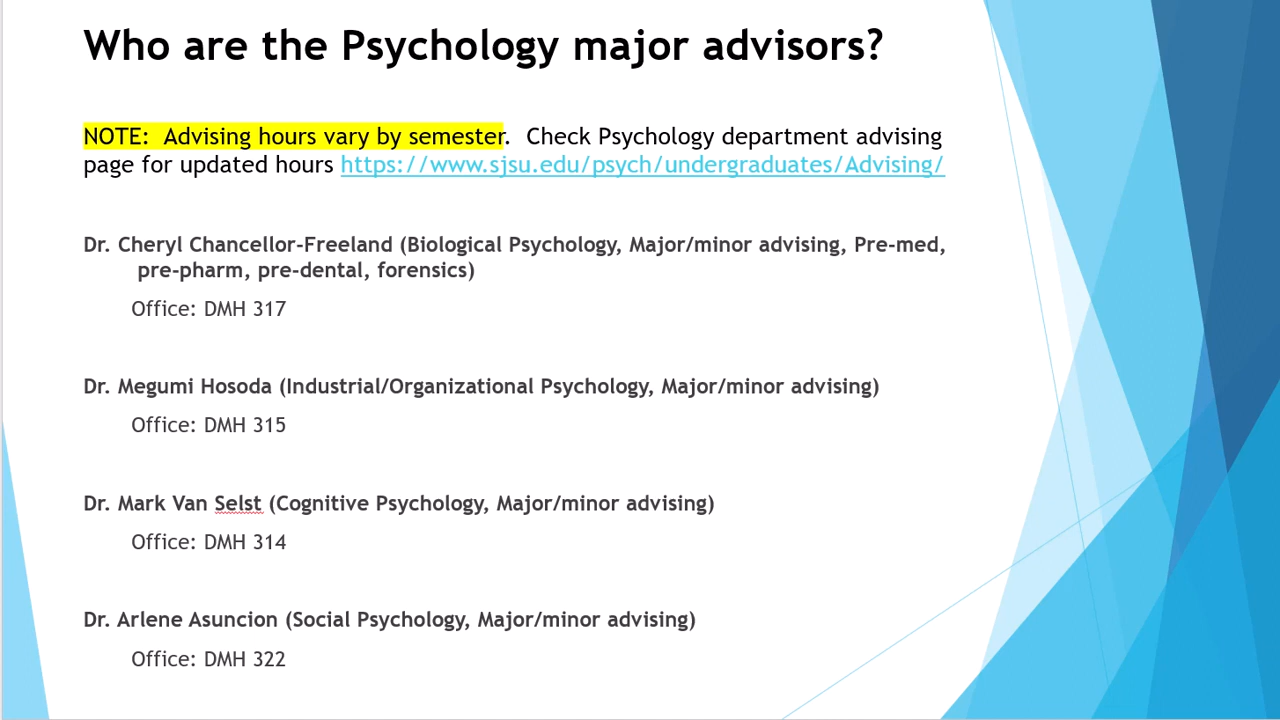 Who are the Psychology major advisors?
NOTE:  Advising hours vary by semester.  Check Psychology department advising
page for updated hours https://www.sjsu.edu/psych/undergraduates/Advising/
Dr. Cheryl Chancellor-Freeland (Biological Psychology, Major/minor advising, Pre-med,
pre-pharm, pre-dental, forensics)
Office: DMH 317
Dr. Megumi Hosoda (Industrial/Organizational Psychology, Major/minor advising)
Office: DMH 315
Dr. Mark Van Selst (Cognitive Psychology, Major/minor advising)
Office: DMH 314
Dr. Arlene Asuncion (Social Psychology, Major/minor advising)
Office: DMH 322